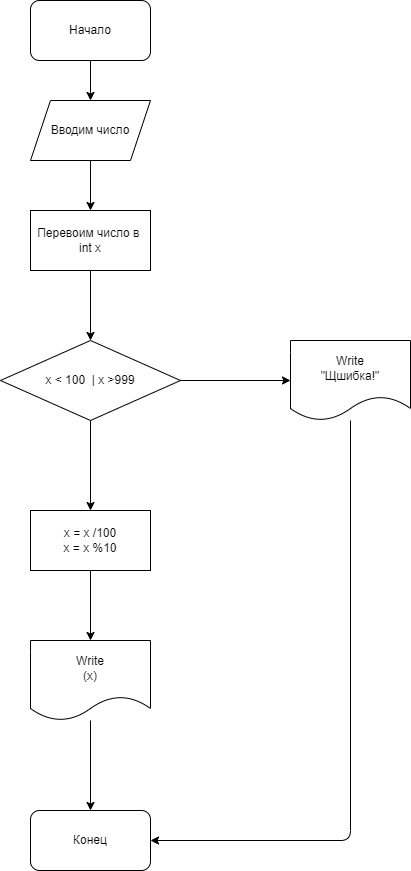 Начало
Вводим число
Перевоим число в
int x
x < 100 | x >999
Write
"Щшибка!"
x = x /100
x = x %10
Write
(x)
Конец